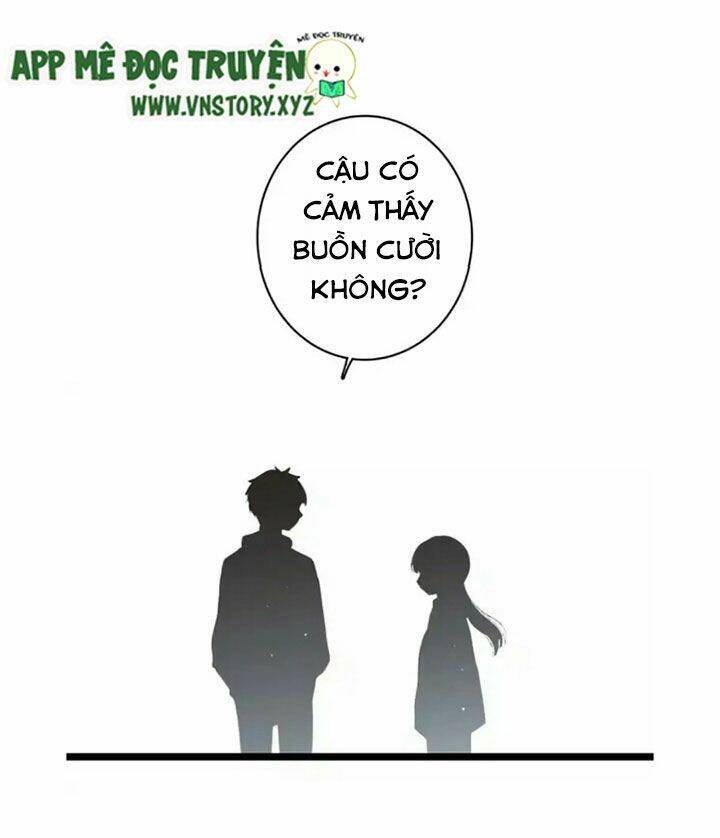 MÊ ĐỌC TRUYỆN
APP MÊ ĐỌC TRUYỆN
WWW.VNSTORY.XYZ
CẬU CÓ
CẢM THẤY
BUỒN CƯỜI
KHÔNG?